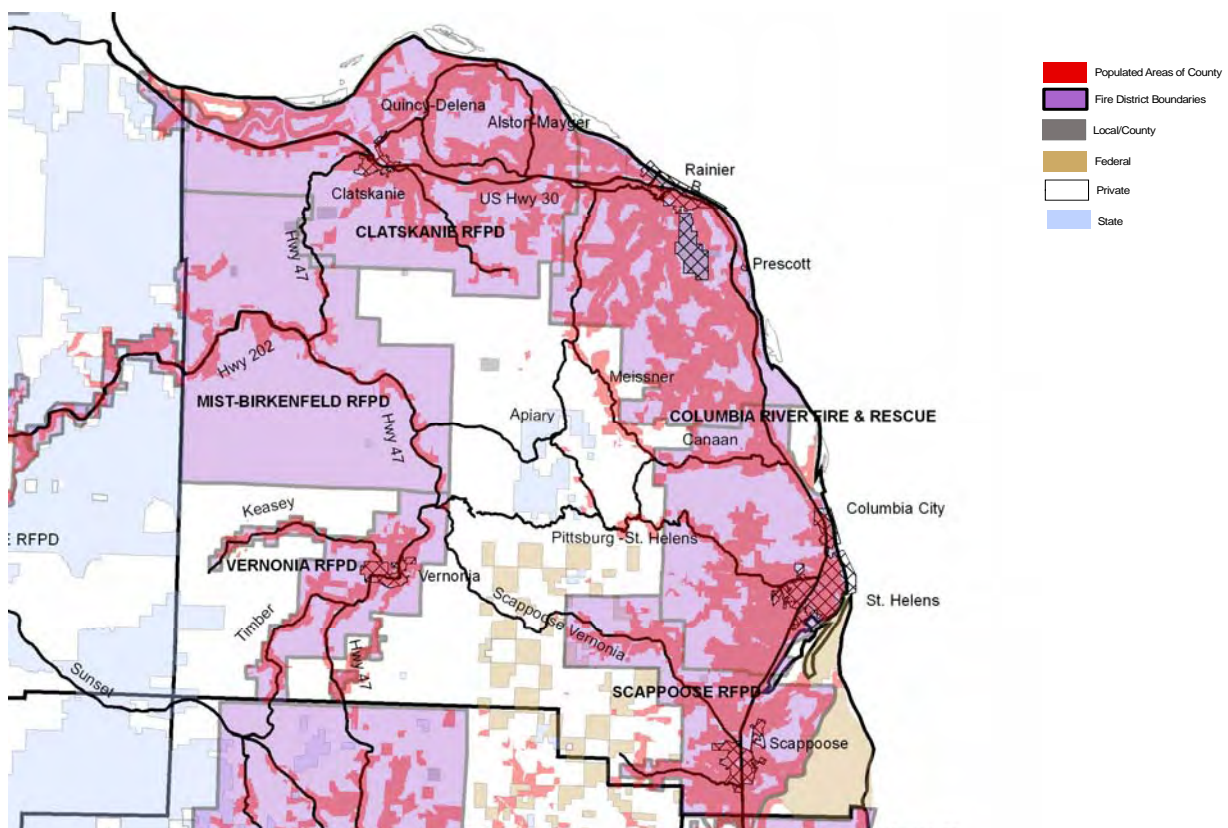 Populated Areas of County
Fire District Boundaries
Local/County
Federal
Private
State
Quincy-Delena
Alston-Mayger
Rainier
Clatskanie
US Hwy 30
CLATSKANIE RFPD
Hwy 47
Prescott
Hwy 202
Meissner
MIST-BIRKENFELD RFPD
Apiary
COLUMBIA RIVER FIRE & RESCUE
Hwy 47
Canaan
Keasey
Columbia City
E RFPD
Pittsburg -St. Helens
VERNONIA RFPD
Vernonia
St. Helens
Timber
Scappoose Vernonia
Hwy 47
Sunset
SCAPPOOSE RFPD
Scappoose